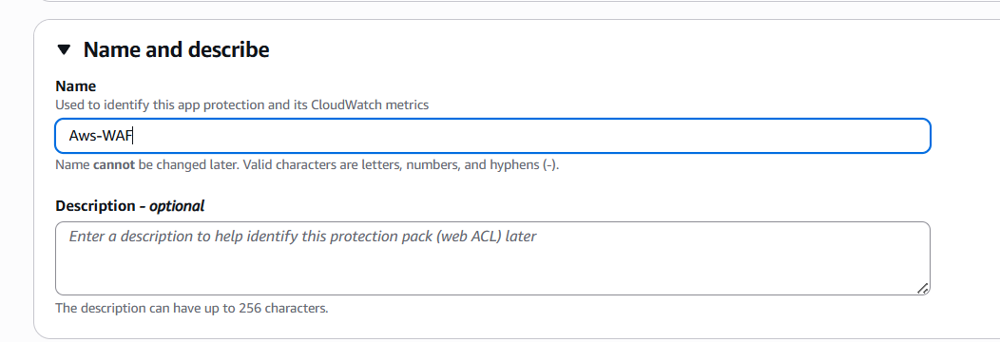 Name and describe
Name
Used to identify this app protection and its CloudWatch metrics
Aws-WAF
Name cannot be changed later. Valid characters are letters, numbers, and hyphens (-).
Description - optional
Enter a description to help identify this protection pack (web ACL) later
The description can have up to 256 characters.